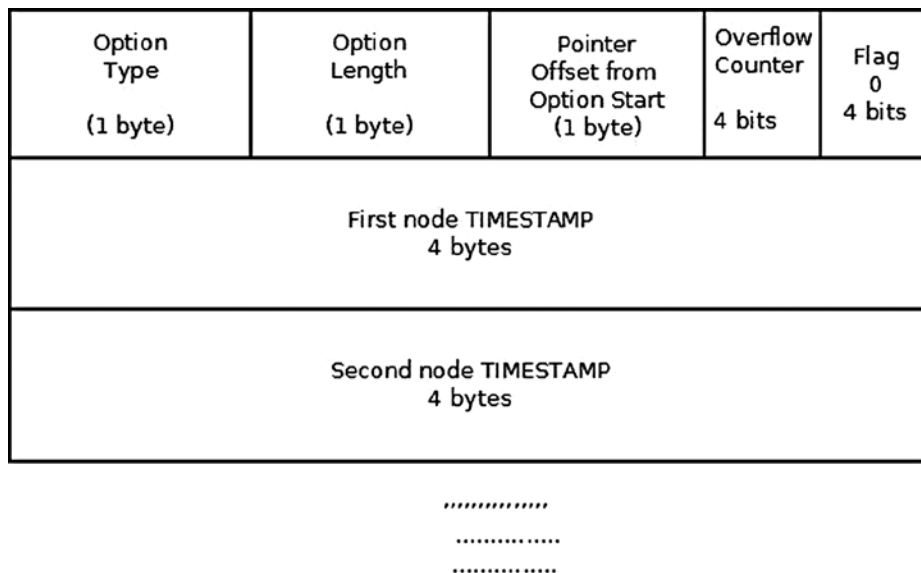 Option
Type
(1 byte)
Option
Length
(1 byte)
Pointer
Offset from
Option Start
(1 byte)
Overflow
Counter
4 bits
Flag
0
4 bits
First node TIMESTAMP
4 bytes
Second node TIMESTAMP
4 bytes
,,,,,,,,,,,,,,,
...............
...............